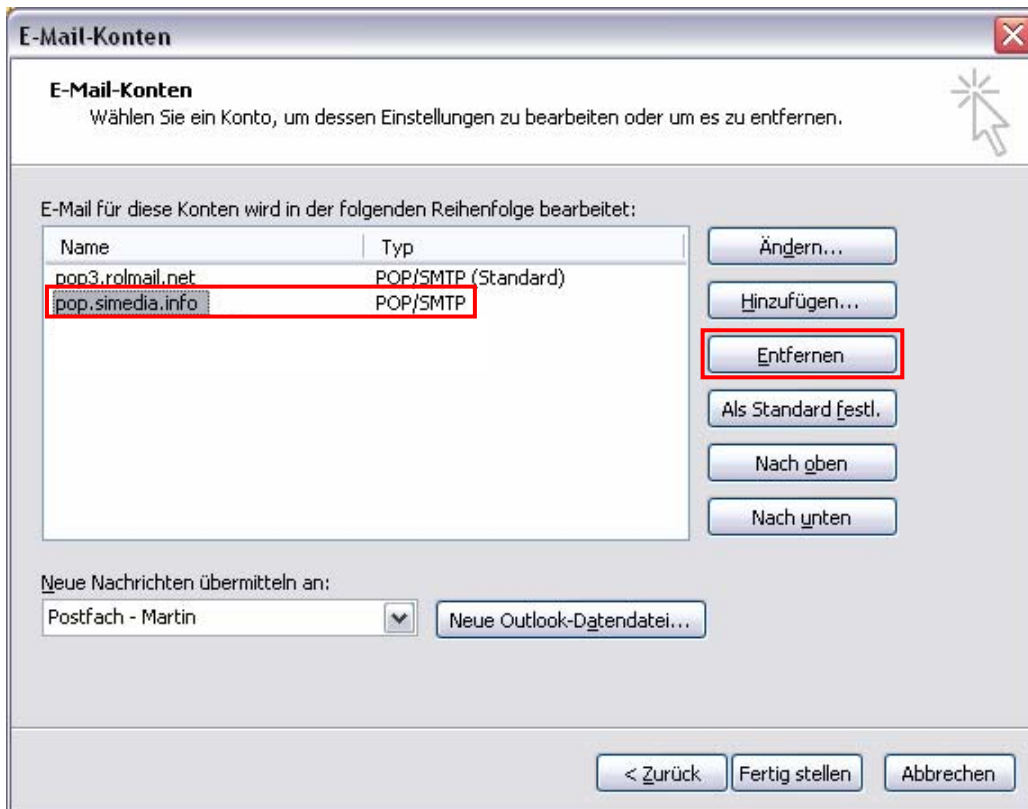 E-Mail-Konten
E-Mail-Konten
Wählen Sie ein Konto, um dessen Einstellungen zu bearbeiten oder um es zu entfernen.
E-Mail für diese Konten wird in der folgenden Reihenfolge bearbeitet:
Name Typ
pop3.rolmail.net POP/SMTP (Standard)
pop.simedia.info POP/SMTP
Ändern...
Hinzufügen...
Entfernen
Als Standard festl.
Nach oben
Nach unten
Neue Nachrichten übermitteln an:
Postfach - Martin Neue Outlook-Datendatei...
< Zurück Fertig stellen Abbrechen